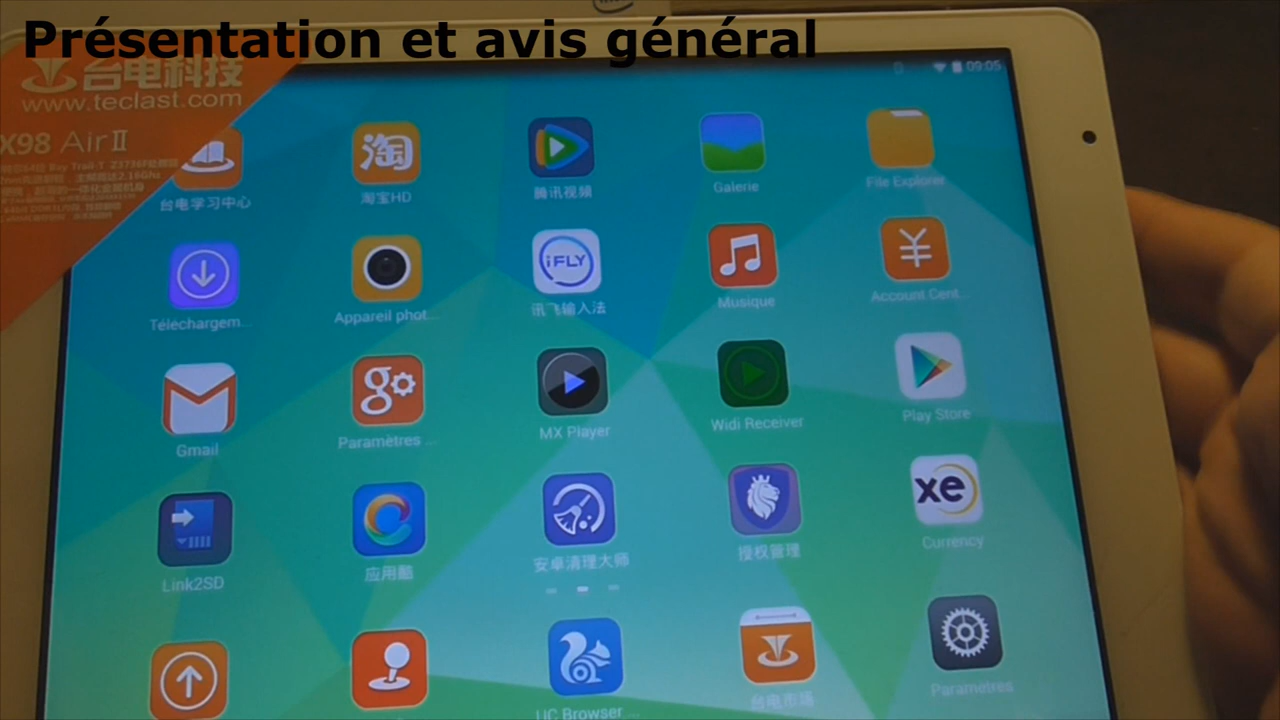 Présentation et avis général
台电科技
www.teclast.com
X98 Air II
09:05
台电学习中心
淘
淘宝HD
腾讯视频
Galerie
File Explorer
Téléchargem...
Appareil phot...
iFLY
讯飞输入法
Musique
Account Cent...
Gmail
g
Paramètres ...
MX Player
Widi Receiver
Play Store
Link2SD
应用酷
安卓清理大师
授权管理
xe
Currency
UC Browser...
台电市场
Paramètres